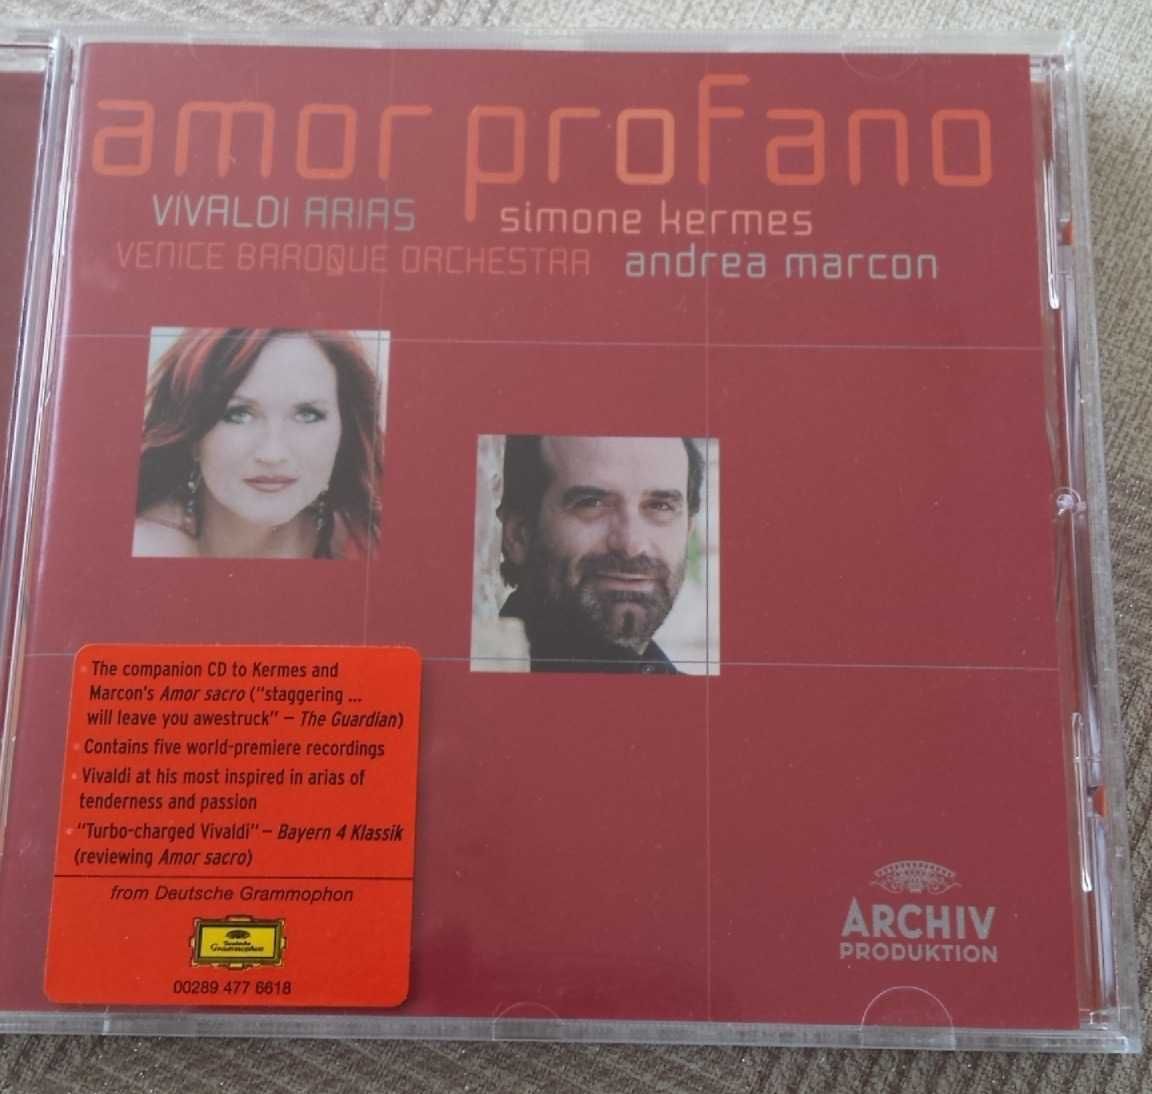 amor profano
VIVALDI ARIAS simone kermes
VENICE BAROQUE ORCHESTRA andrea marcon
The companion CD to Kermes and
Marcon's Amor sacro ("staggering ...
will leave you awestruck" – The Guardian)
Contains five world-premiere recordings
Vivaldi at his most inspired in arias of
tenderness and passion
"Turbo-charged Vivaldi" – Bayern 4 Klassik
(reviewing Amor sacro)
from Deutsche Grammophon
Deutsche
Grammophon
00289 477 6618
ARCHIV
PRODUKTION